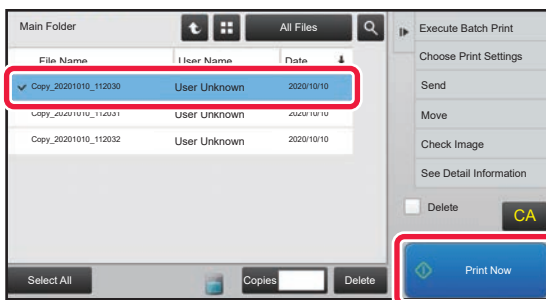 Main Folder
All Files
File Name
User Name
Date
Copy_20201010_112030
User Unknown
2020/10/10
Copy_20201010_112031
User Unknown
2020/10/10
Copy_20201010_112032
User Unknown
2020/10/10
Select All
Copies
Delete
Execute Batch Print
Choose Print Settings
Send
Move
Check Image
See Detail Information
Delete
CA
Print Now